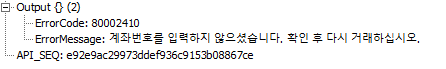 Output {} (2)
ErrorCode: 80002410
ErrorMessage: 계좌번호를 입력하지 않으셨습니다. 확인 후 다시 거래하십시오.
API_SEQ: e92e9ac29973ddef936c9153b08867ce